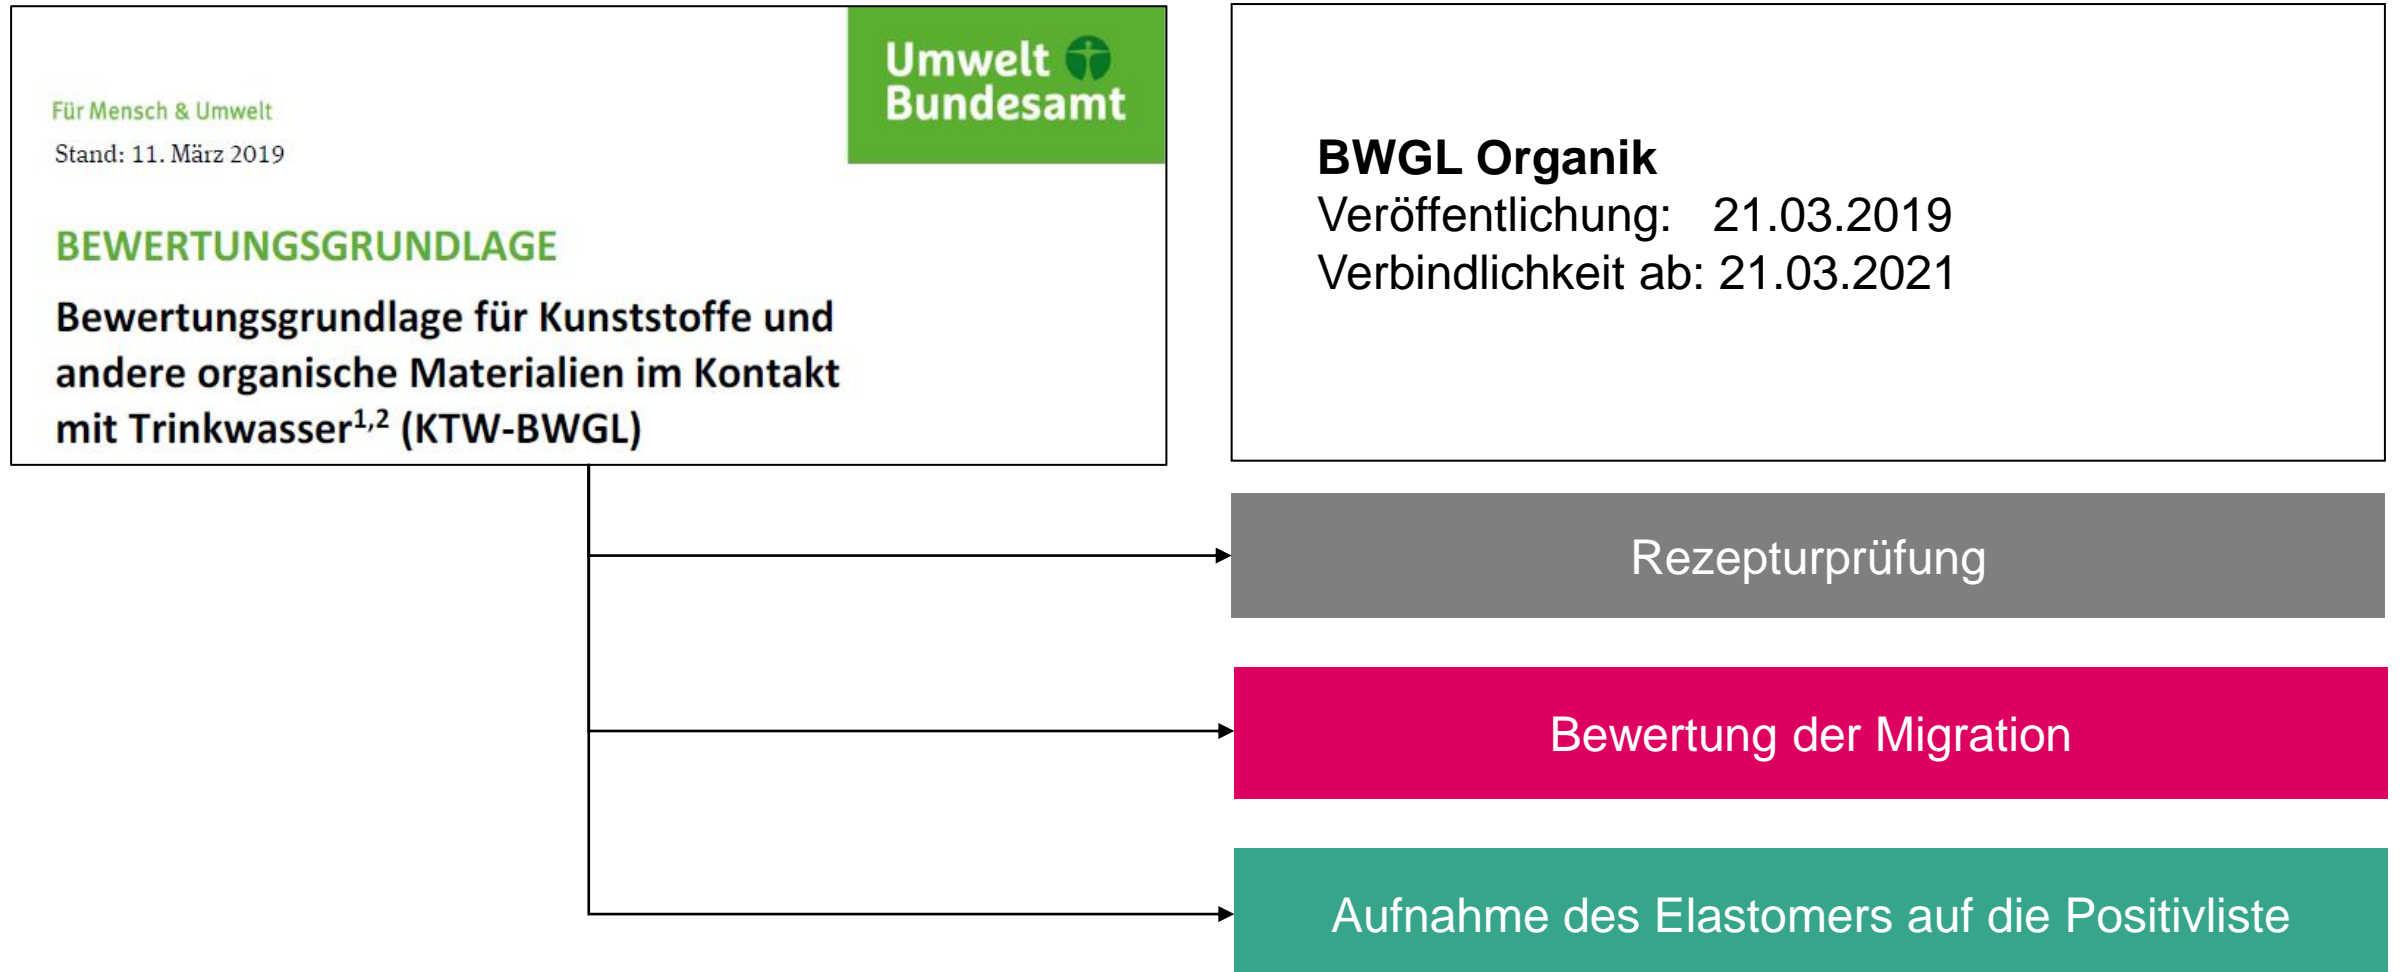 Umwelt
Bundesamt
Für Mensch & Umwelt
Stand: 11. März 2019
BEWERTUNGSGRUNDLAGE
Bewertungsgrundlage für Kunststoffe und
andere organische Materialien im Kontakt
mit Trinkwasser¹,² (KTW-BWGL)
BWGL Organik
Veröffentlichung: 21.03.2019
Verbindlichkeit ab: 21.03.2021
Rezepturprüfung
Bewertung der Migration
Aufnahme des Elastomers auf die Positivliste